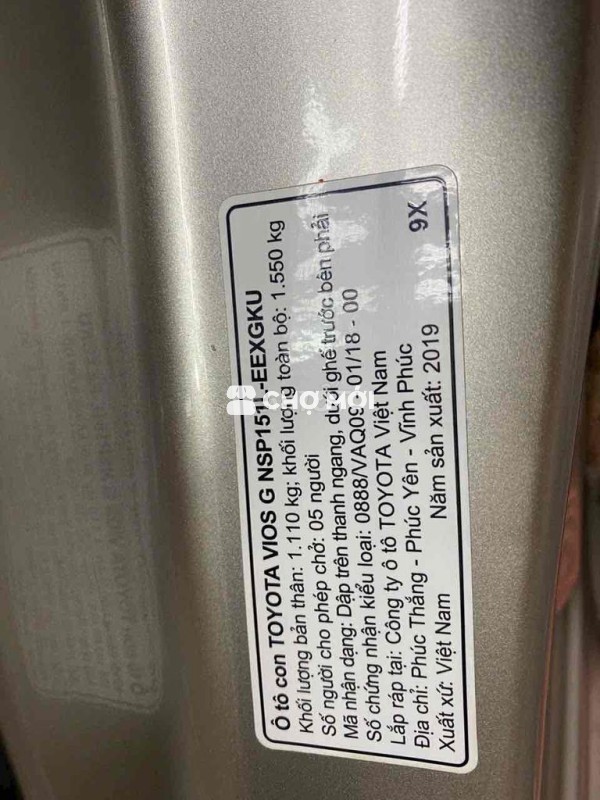 Ô tô con TOYOTA VIOS G NSP151L-EEXGKU
Khối lượng bản thân: 1.110 kg; khối lượng toàn bộ: 1.550 kg
Số người cho phép chở: 05 người
Mã nhận dạng: Dập trên thanh ngang, dưới ghế trước bên phải
Số chứng nhận kiểu loại: 0888/VAQ09 - 01/18 - 00
Lắp ráp tại: Công ty ô tô TOYOTA Việt Nam
Địa chỉ: Phúc Thắng - Phúc Yên - Vĩnh Phúc
Xuất xứ: Việt Nam
Năm sản xuất: 2019
9X
CHỢ MỚI